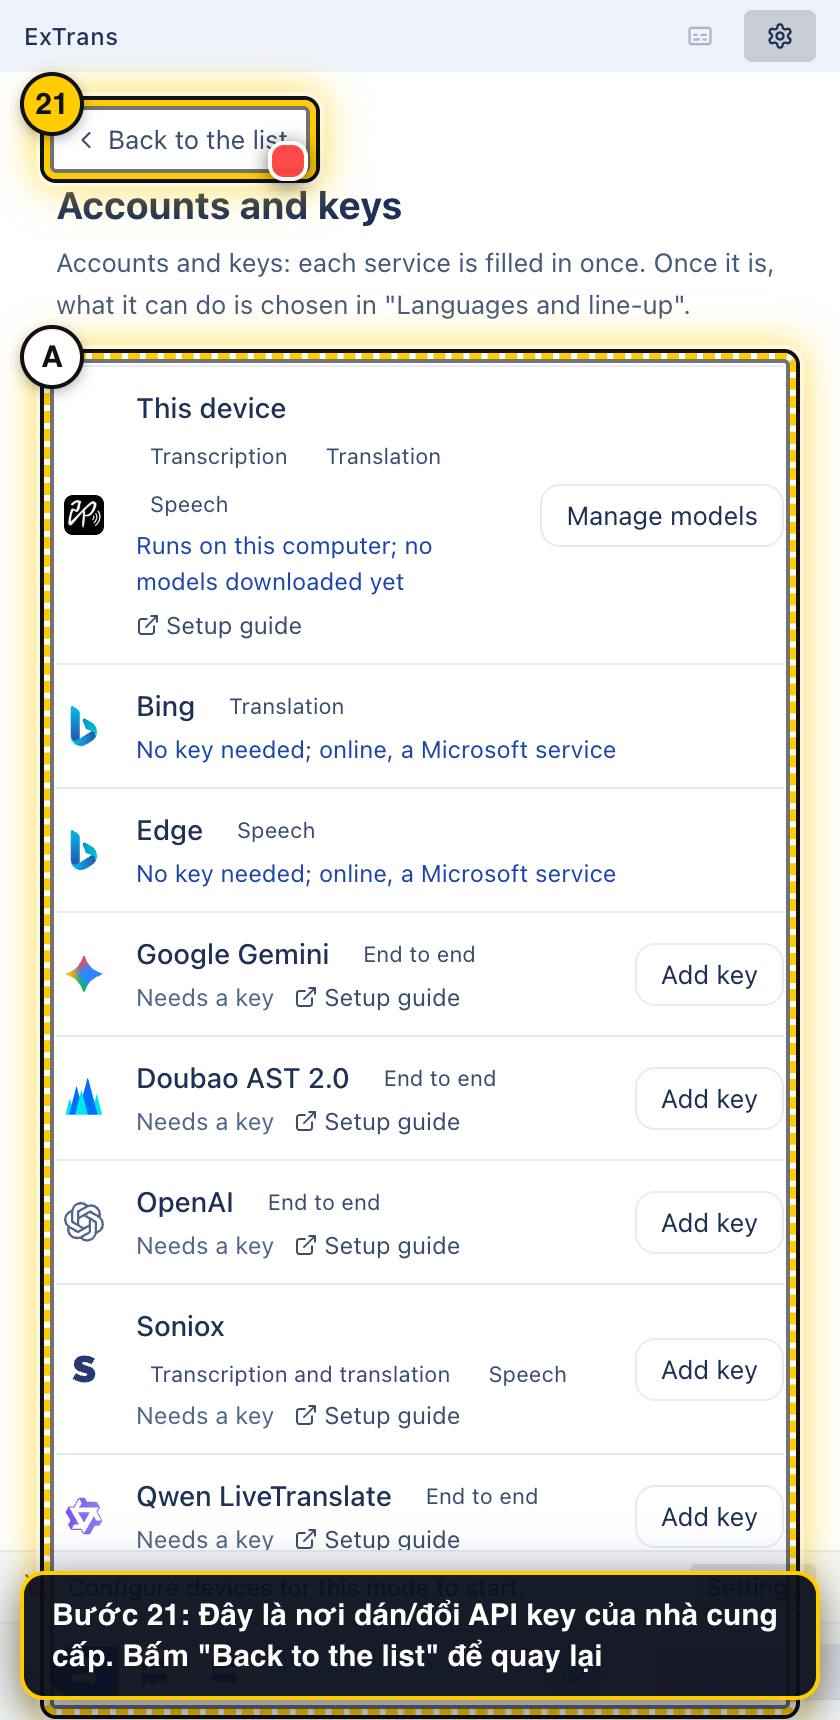 ExTrans
21
Back to the list
Accounts and keys
Accounts and keys: each service is filled in once. Once it is,
what it can do is chosen in "Languages and line-up".
A
This device
Transcription Translation
Speech
Runs on this computer; no
models downloaded yet
Manage models
Setup guide
Bing Translation
No key needed; online, a Microsoft service
Edge Speech
No key needed; online, a Microsoft service
Google Gemini End to end
Needs a key Setup guide
Add key
Doubao AST 2.0 End to end
Needs a key Setup guide
Add key
OpenAI End to end
Needs a key Setup guide
Add key
Soniox
Transcription and translation Speech
Needs a key Setup guide
Add key
Qwen LiveTranslate End to end
Needs a key Setup guide
Add key
Configure devices for this mode to start.
Bước 21: Đây là nơi dán/đổi API key của nhà cung
cấp. Bấm "Back to the list" để quay lại